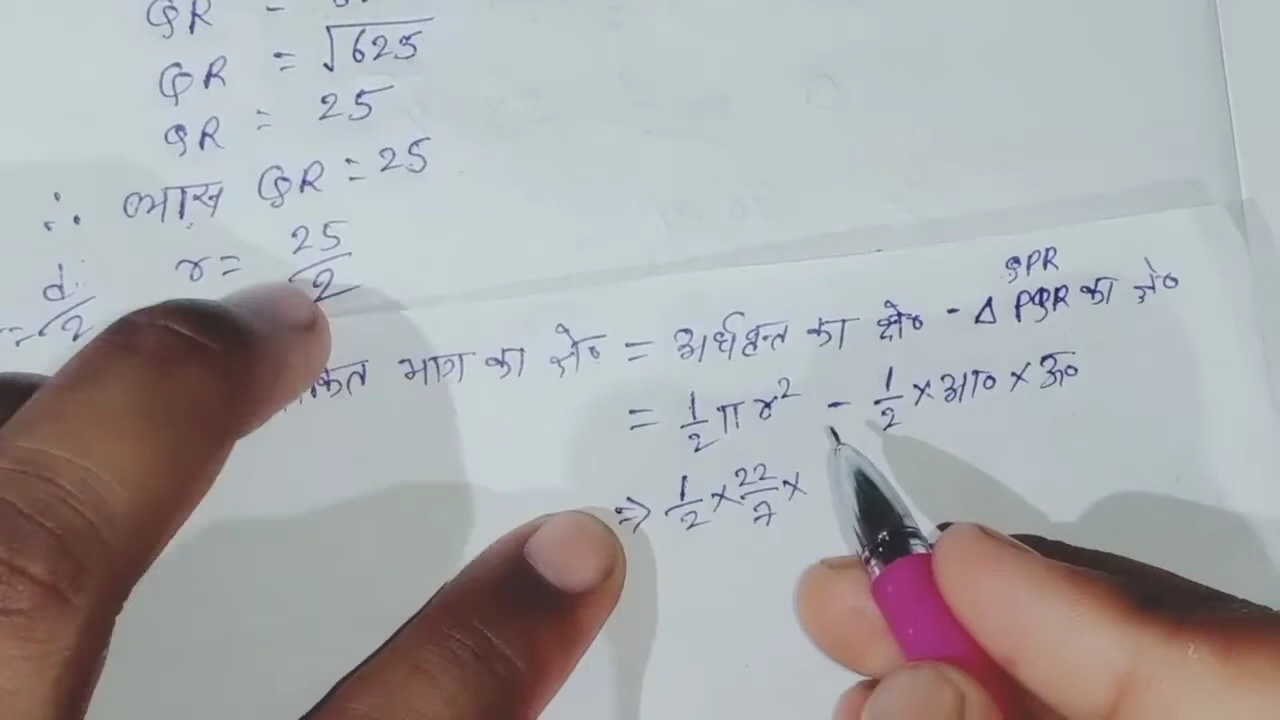 QR =
QR = √625
QR = 25
∴ व्यास QR = 25
d/2 r = 25/2
QPR
भाग का क्षे० = अर्धवृत्त का क्षे० - Δ PQR का क्षे०
= 1/2 π r² - 1/2 × आ० × ऊ०
⇒ 1/2 × 22/7 ×